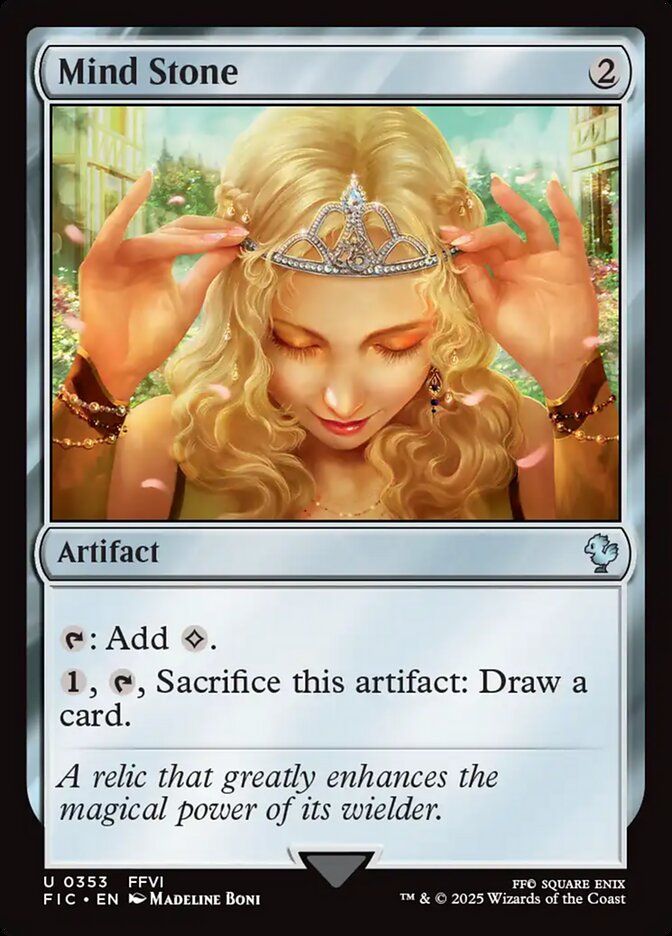 Mind Stone 2
Artifact
: Add .
1, , Sacrifice this artifact: Draw a
card.
A relic that greatly enhances the
magical power of its wielder.
U 0353 FFVI
FIC • EN Madeline Boni
FF© SQUARE ENIX
™ & © 2025 Wizards of the Coast